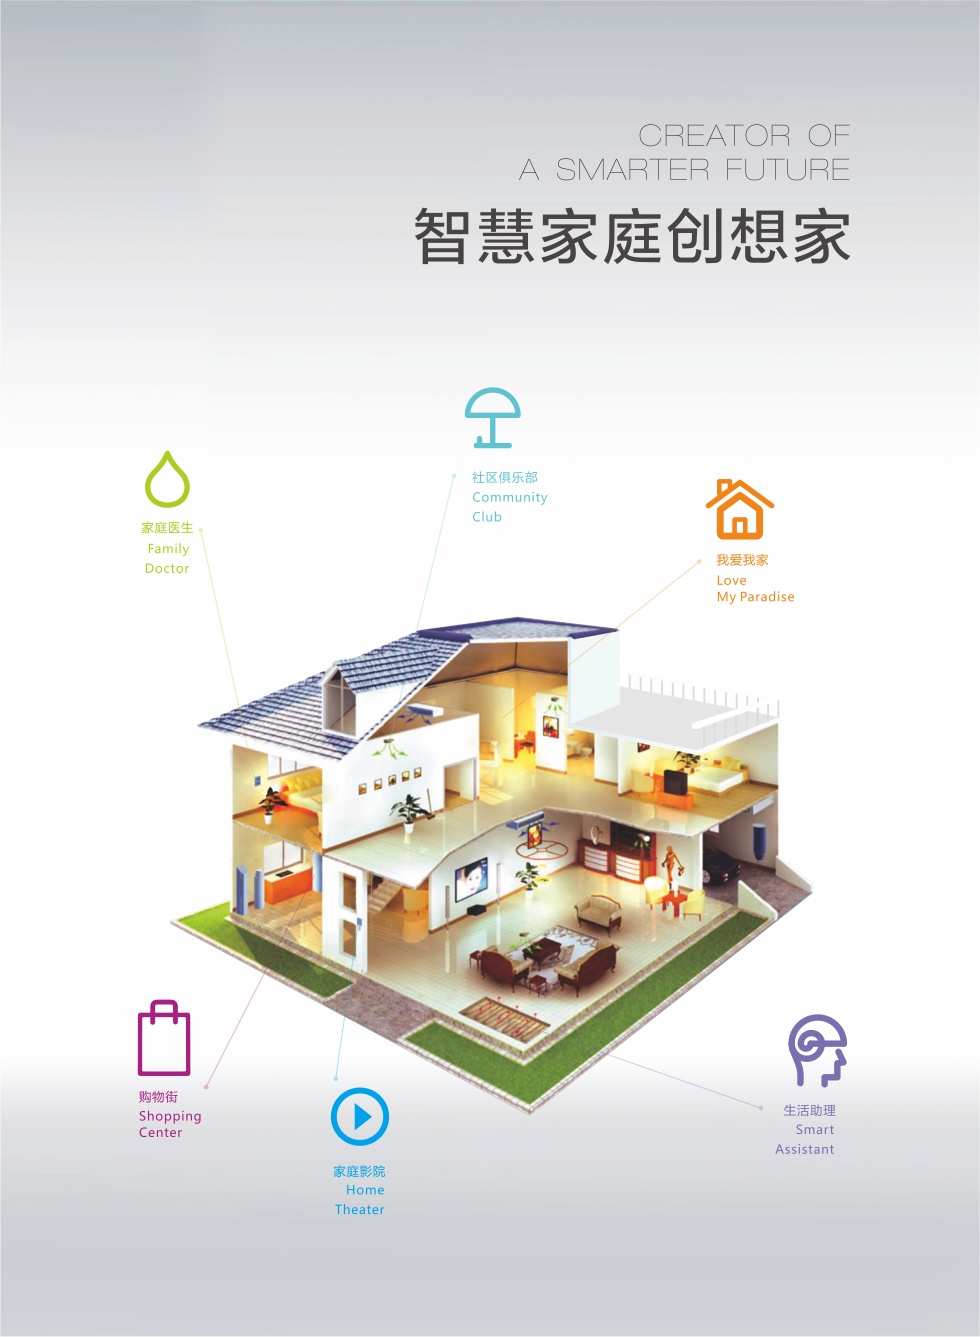 CREATOR OF
A SMARTER FUTURE
智慧家庭创想家
社区俱乐部
Community
Club
家庭医生
Family
Doctor
我爱我家
Love
My Paradise
购物街
Shopping
Center
家庭影院
Home
Theater
生活助理
Smart
Assistant